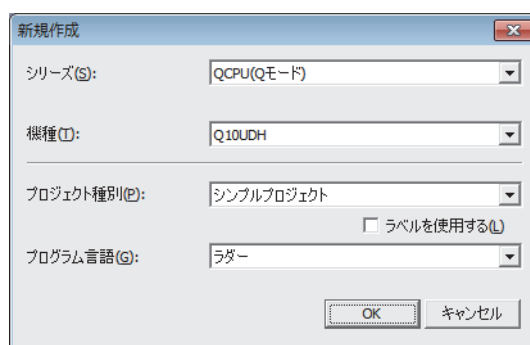 新規作成
シリーズ(S):
QCPU(Qモード)
機種(T):
Q10UDH
プロジェクト種別(P):
シンプルプロジェクト
ラベルを使用する(L)
プログラム言語(G):
ラダー
OK
キャンセル